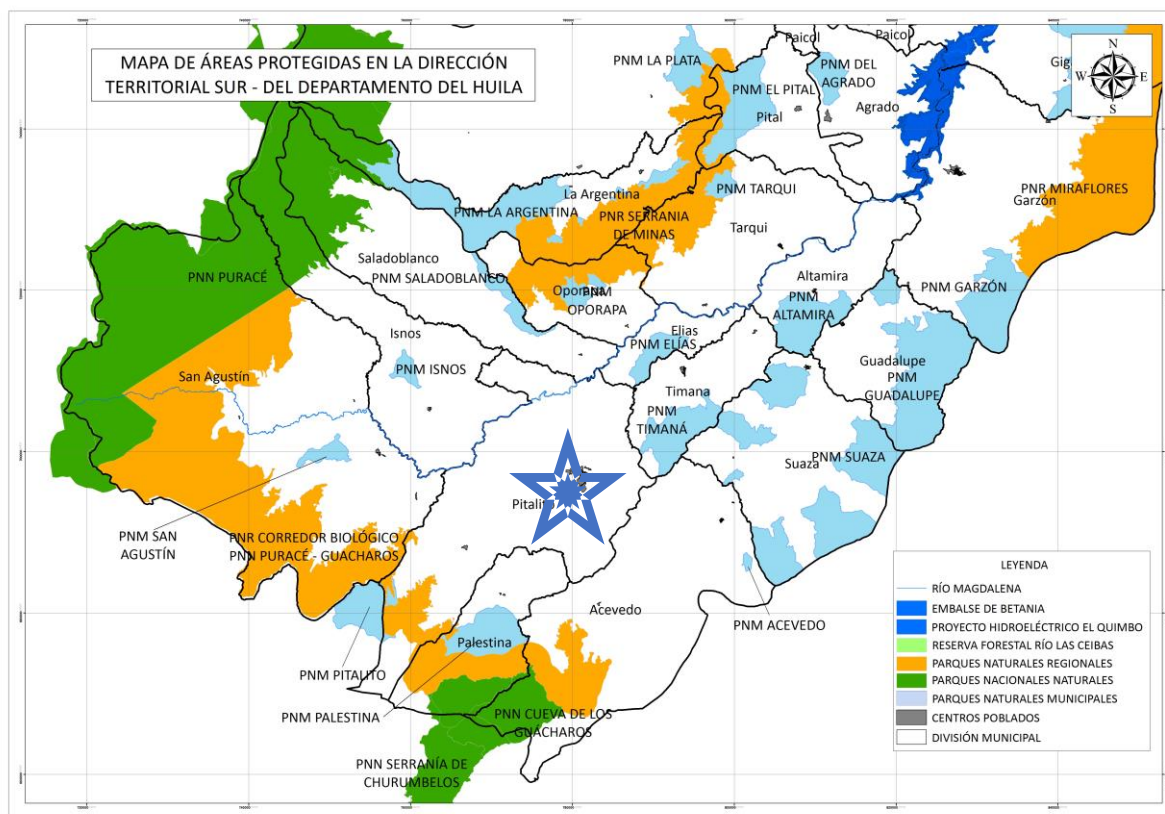 MAPA DE ÁREAS PROTEGIDAS EN LA DIRECCIÓN
TERRITORIAL SUR - DEL DEPARTAMENTO DEL HUILA
N
W
E
S
Paicol
Paicol
PNM LA PLATA
PNM DEL
AGRADO
Gig
PNM EL PITAL
Agrado
Pital
PNR MIRAFLORES
Garzón
La Argentina
PNM TARQUI
PNM LA ARGENTINA
PNR SERRANIA
DE MINAS
Tarqui
Saladoblanco
PNN PURACÉ
PNM SALADOBLANCO
Altamira
PNM GARZÓN
Oporapa
PNM
OPORAPA
PNM
ALTAMIRA
Isnos
Elias
PNM ELÍAS
PNM ISNOS
San Agustín
Guadalupe
PNM
GUADALUPE
Timana
PNM
TIMANÁ
Suaza
PNM SUAZA
Pitalito
PNM SAN
AGUSTÍN
PNR CORREDOR BIOLÓGICO
PNN PURACÉ - GUACHAROS
Acevedo
PNM ACEVEDO
Palestina
PNM PITALITO
PNM PALESTINA
PNN CUEVA DE LOS
GUÁCHAROS
PNN SERRANÍA DE
CHURUMBELOS
LEYENDA
RÍO MAGDALENA
EMBALSE DE BETANIA
PROYECTO HIDROELÉCTRICO EL QUIMBO
RESERVA FORESTAL RÍO LAS CEIBAS
PARQUES NATURALES REGIONALES
PARQUES NACIONALES NATURALES
PARQUES NATURALES MUNICIPALES
CENTROS POBLADOS
DIVISIÓN MUNICIPAL